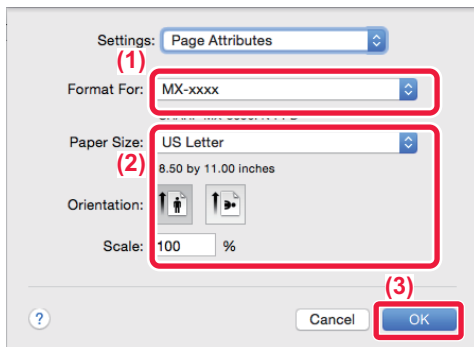 Settings: Page Attributes
(1)
Format For: MX-xxxx
Paper Size: US Letter
(2)
8.50 by 11.00 inches
Orientation:
Scale: 100 %
(3)
? Cancel OK